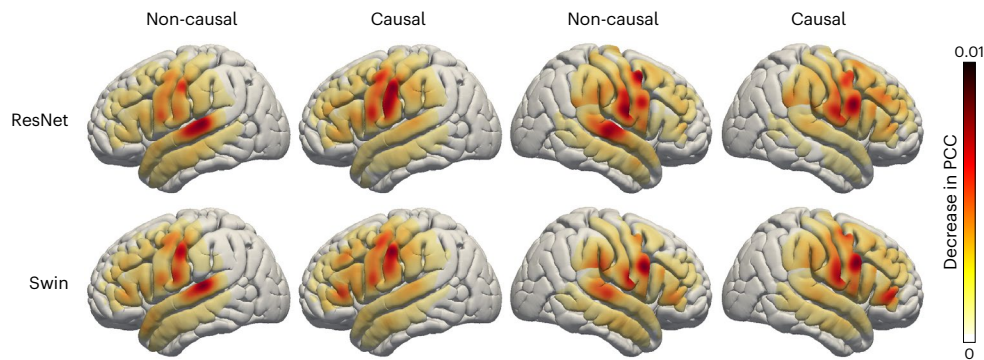 Non-causal Causal Non-causal Causal
0.01
ResNet
Decrease in PCC
Swin
0